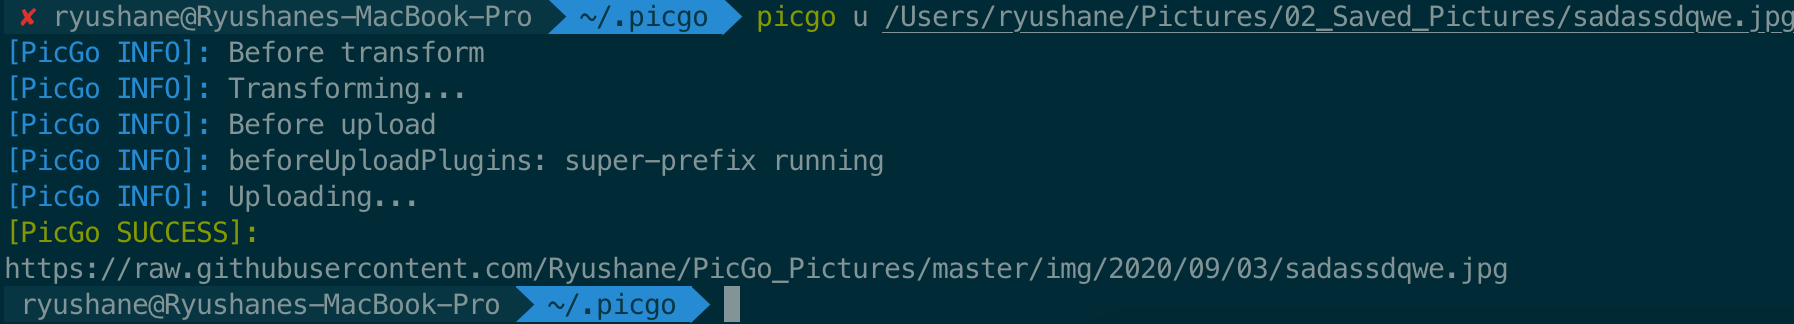 ✘ ryushane@Ryushanes-MacBook-Pro ~/.picgo picgo u /Users/ryushane/Pictures/02_Saved_Pictures/sadassdqwe.jpg
[PicGo INFO]: Before transform
[PicGo INFO]: Transforming...
[PicGo INFO]: Before upload
[PicGo INFO]: beforeUploadPlugins: super-prefix running
[PicGo INFO]: Uploading...
[PicGo SUCCESS]:
https://raw.githubusercontent.com/Ryushane/PicGo_Pictures/master/img/2020/09/03/sadassdqwe.jpg
ryushane@Ryushanes-MacBook-Pro ~/.picgo